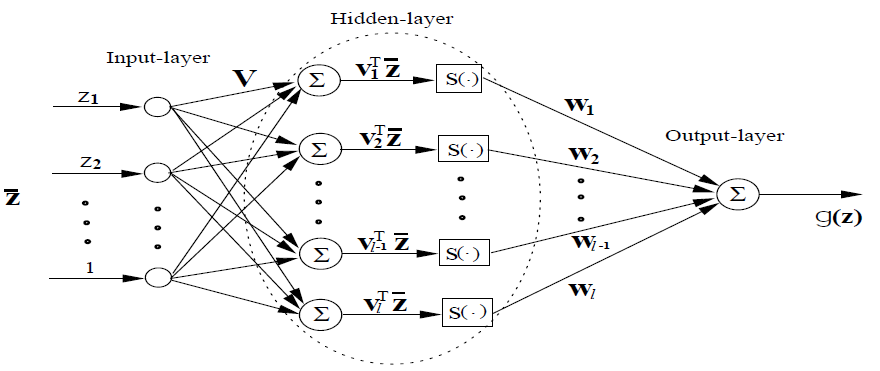 Hidden-layer
Input-layer
V
Σ
v₁ᵀ z̄
S(·)
z₁
w₁
Output-layer
Σ
v₂ᵀ z̄
S(·)
w₂
z₂
z̄
Σ
g(z)
Σ
vₗ₋₁ᵀ z̄
S(·)
wₗ₋₁
1
Σ
vₗᵀ z̄
S(·)
wₗ